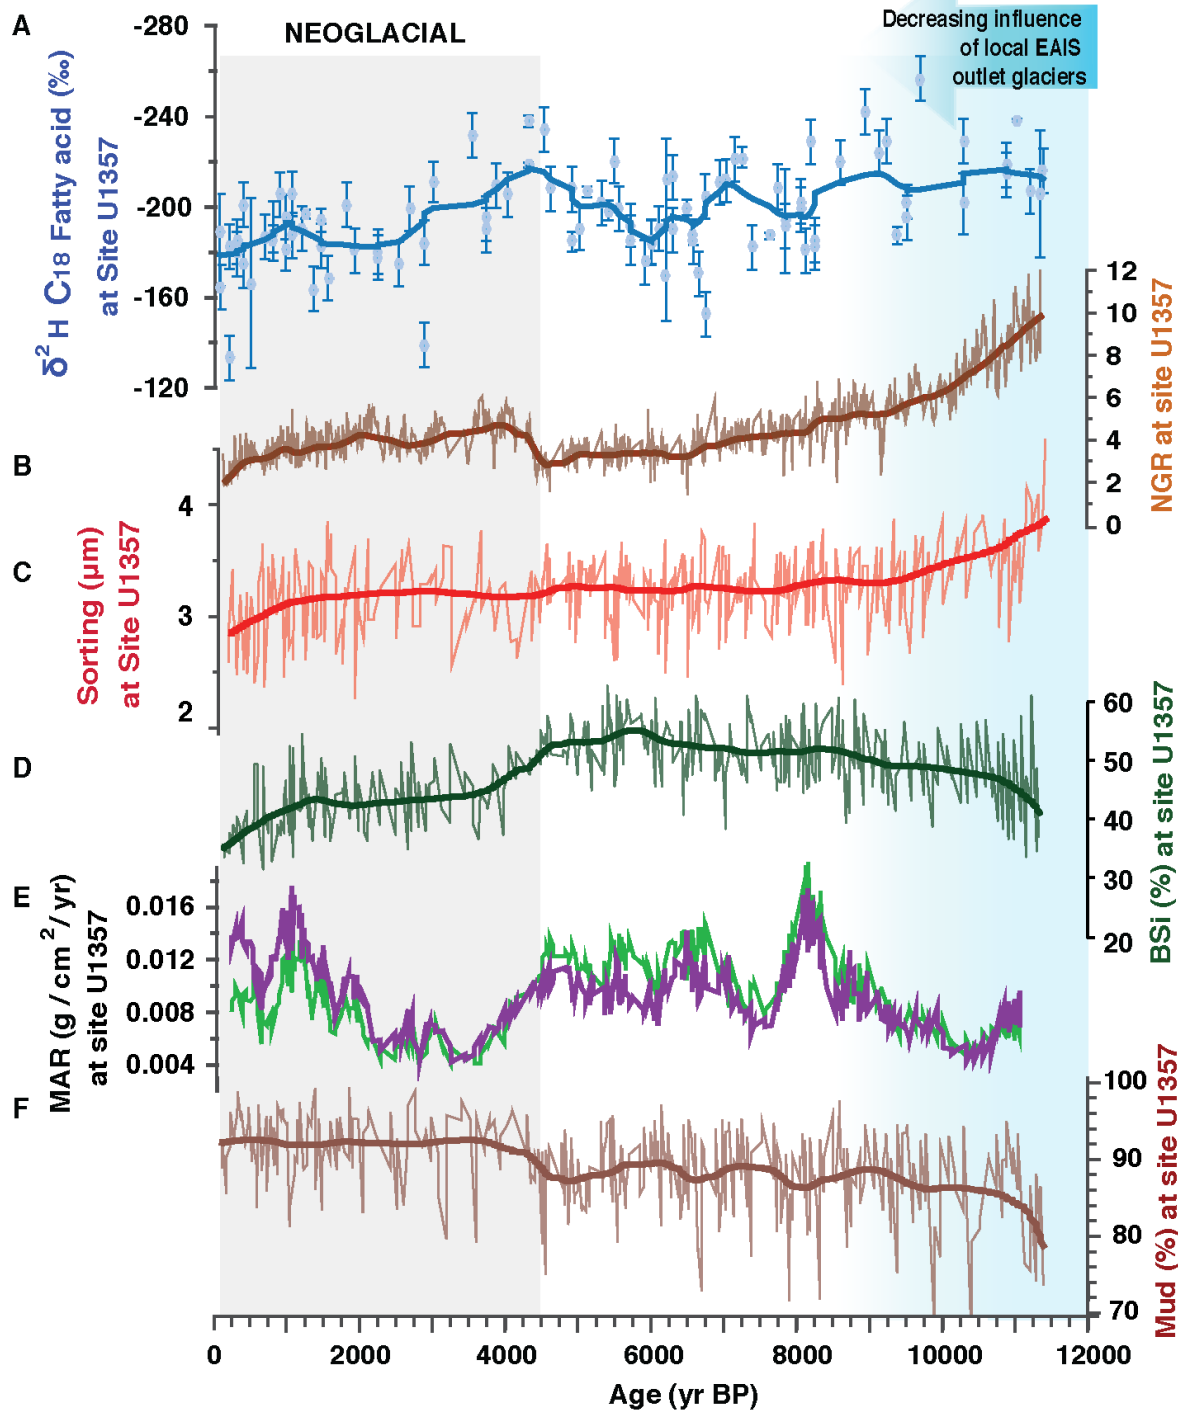 A
-280
-240
-200
-160
-120
δ² H C18 Fatty acid (‰)
at Site U1357
NEOGLACIAL
Decreasing influence
of local EAIS
outlet glaciers
12
10
8
6
4
2
0
NGR at site U1357
B
C
4
3
2
Sorting (μm)
at Site U1357
D
60
50
40
30
20
BSi (%) at site U1357
E
0.016
0.012
0.008
0.004
MAR (g / cm ²/ yr)
at site U1357
F
100
90
80
70
Mud (%) at site U1357
0
2000
4000
6000
8000
10000
12000
Age (yr BP)